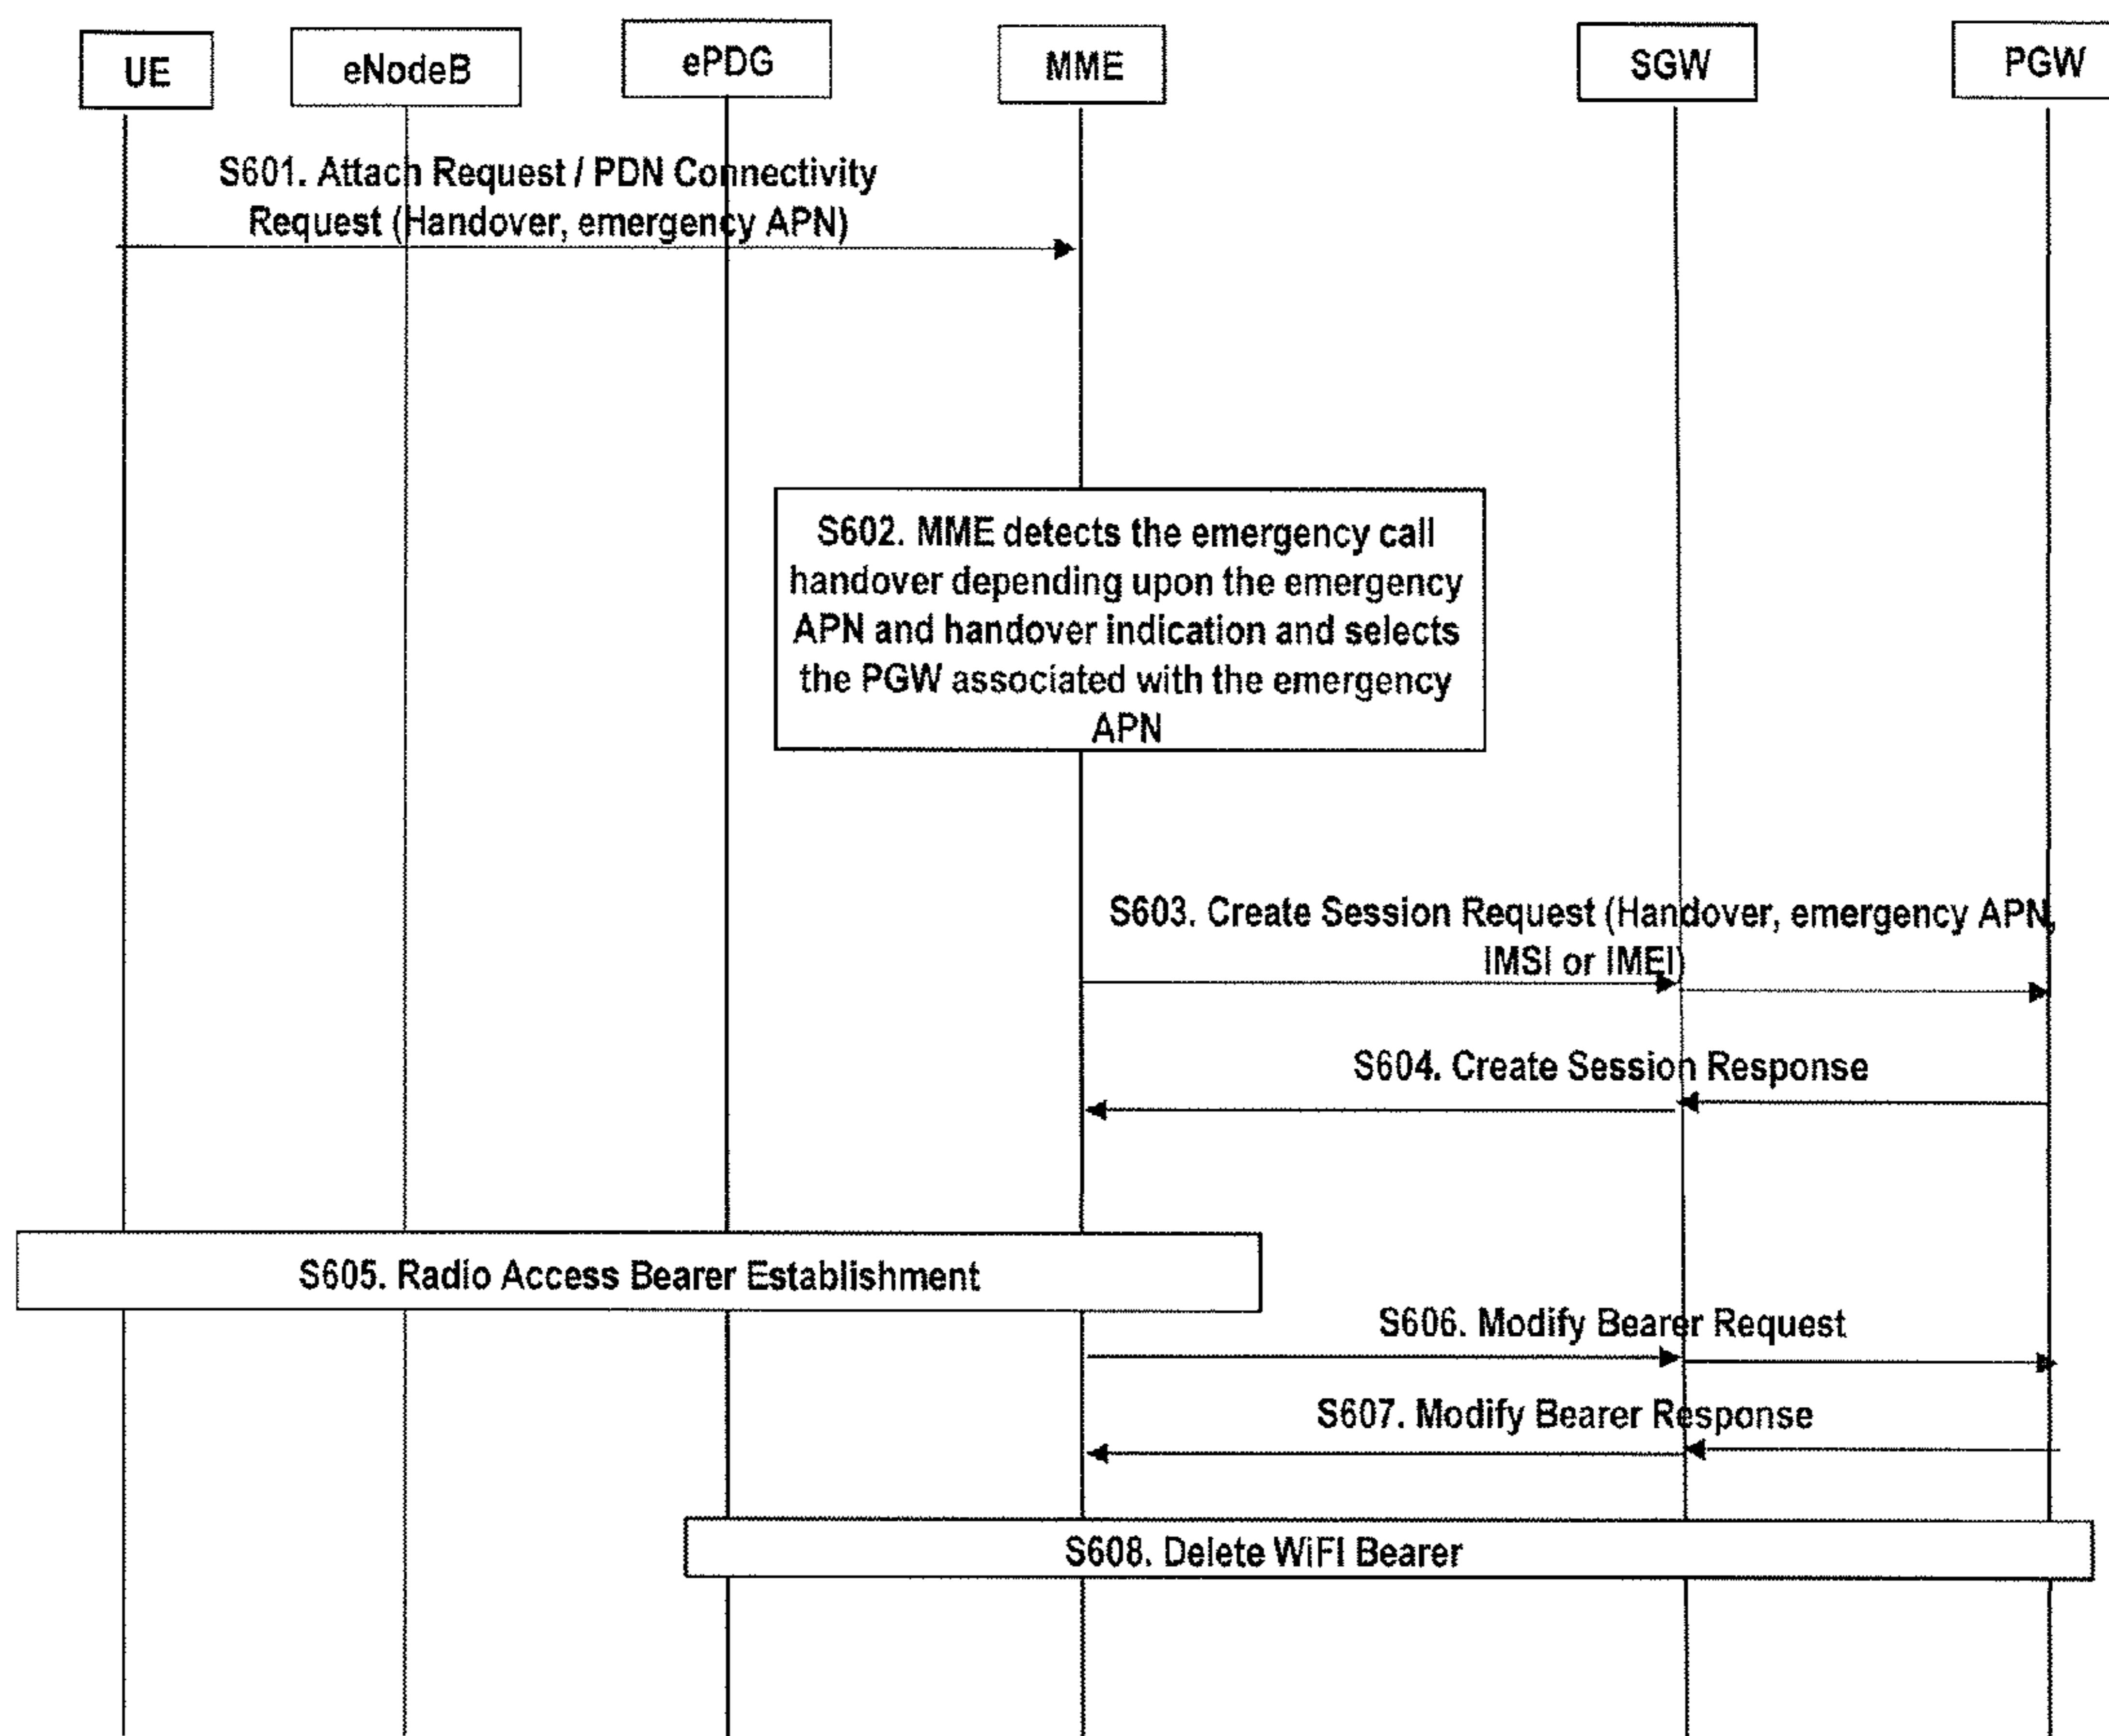 UE
eNodeB
ePDG
MME
SGW
PGW
S601. Attach Request / PDN Connectivity
Request (Handover, emergency APN)
S602. MME detects the emergency call
handover depending upon the emergency
APN and handover indication and selects
the PGW associated with the emergency
APN
S603. Create Session Request (Handover, emergency APN,
IMSI or IMEI)
S604. Create Session Response
S605. Radio Access Bearer Establishment
S606. Modify Bearer Request
S607. Modify Bearer Response
S608. Delete WiFI Bearer